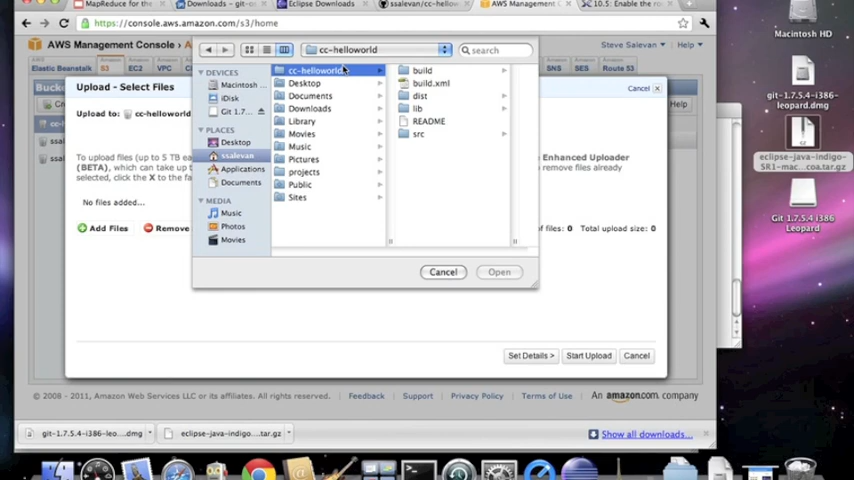 MapReduce for the
Downloads – git-o
Eclipse Downloads
ssalevan/cc-hellowo
AWS Management Con
10.5: Enable the ro
https://console.aws.amazon.com/s3/home
AWS Management Console
Steve Salevan
Help
Elastic Beanstalk
S3
EC2
VPC
SNS
SES
Route 53
Upload - Select Files
Cancel
Help
Upload to:
cc-helloworld
To upload files (up to 5 TB
Enhanced Uploader
(BETA), which can take up
to remove files already
selected, click the X to the fa
No files added...
Add Files
Remove
of files: 0
Total upload size: 0
Set Details >
Start Upload
Cancel
cc-helloworld
search
DEVICES
Macintosh ...
iDisk
Git 1.7....
PLACES
Desktop
ssalevan
Applications
Documents
MEDIA
Music
Photos
Movies
cc-helloworld
Desktop
Documents
Downloads
Library
Movies
Music
Pictures
projects
Public
Sites
build
build.xml
dist
lib
README
src
Cancel
Open
© 2008 - 2011, Amazon Web Services LLC or its affiliates. All rights reserved.
Feedback
Support
Privacy Policy
Terms of Use
An amazon.com company
git-1.7.5.4-i386-leo....dmg
eclipse-java-indigo-...tar.gz
Show all downloads...
Macintosh HD
git-1.7.5.4-i386-
leopard.dmg
eclipse-java-indigo-
SR1-mac...coa.tar.gz
Git 1.7.5.4 i386
Leopard